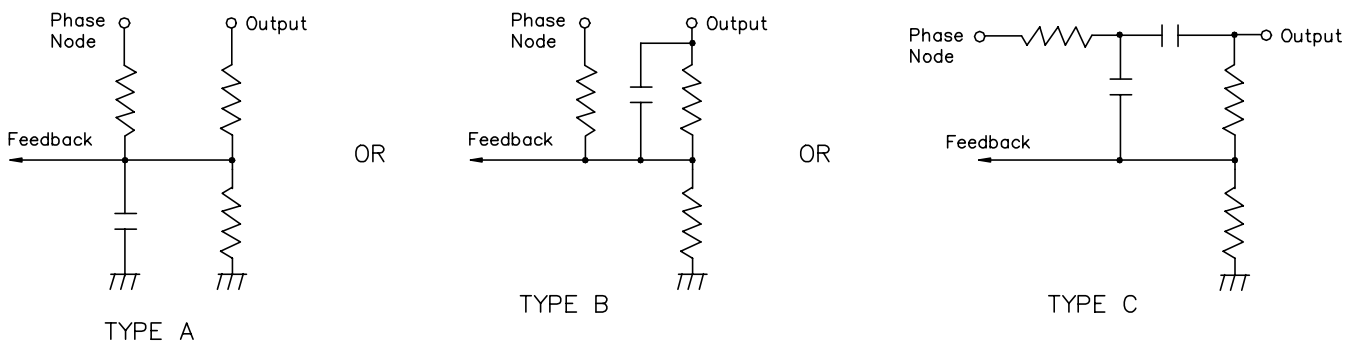 Phase
Node
Output
Feedback
TYPE A
OR
Phase
Node
Output
Feedback
TYPE B
OR
Phase
Node
Output
Feedback
TYPE C